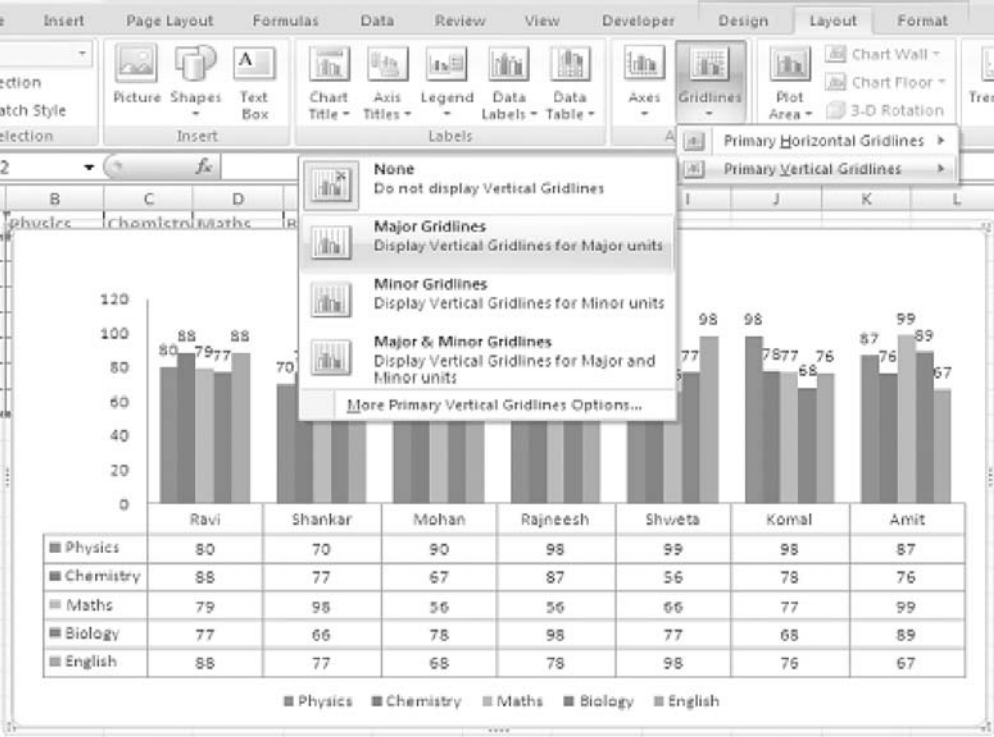 Insert Page Layout Formulas Data Review View Developer Design Layout Format
ection
atch Style
election
Picture Shapes Text Box
Insert
Chart Title Axis Titles Legend Data Labels Data Table
Labels
Axes Gridlines
A
Plot Area
Chart Wall
Chart Floor
3-D Rotation
Tre
Primary Horizontal Gridlines
Primary Vertical Gridlines
2 fx
None
Do not display Vertical Gridlines
Major Gridlines
Display Vertical Gridlines for Major units
Minor Gridlines
Display Vertical Gridlines for Minor units
Major & Minor Gridlines
Display Vertical Gridlines for Major and
Minor units
More Primary Vertical Gridlines Options...
B C D I J K L
Physics Chemistry Maths B
120
100
80
60
40
20
0
80 88 79 77 88 70 77 98 98 78 77 68 76 87 76 99 89 67
Ravi Shankar Mohan Rajneesh Shweta Komal Amit
Physics 80 70 90 98 99 98 87
Chemistry 88 77 67 87 56 78 76
Maths 79 98 56 56 66 77 99
Biology 77 66 78 98 77 68 89
English 88 77 68 78 98 76 67
Physics Chemistry Maths Biology English